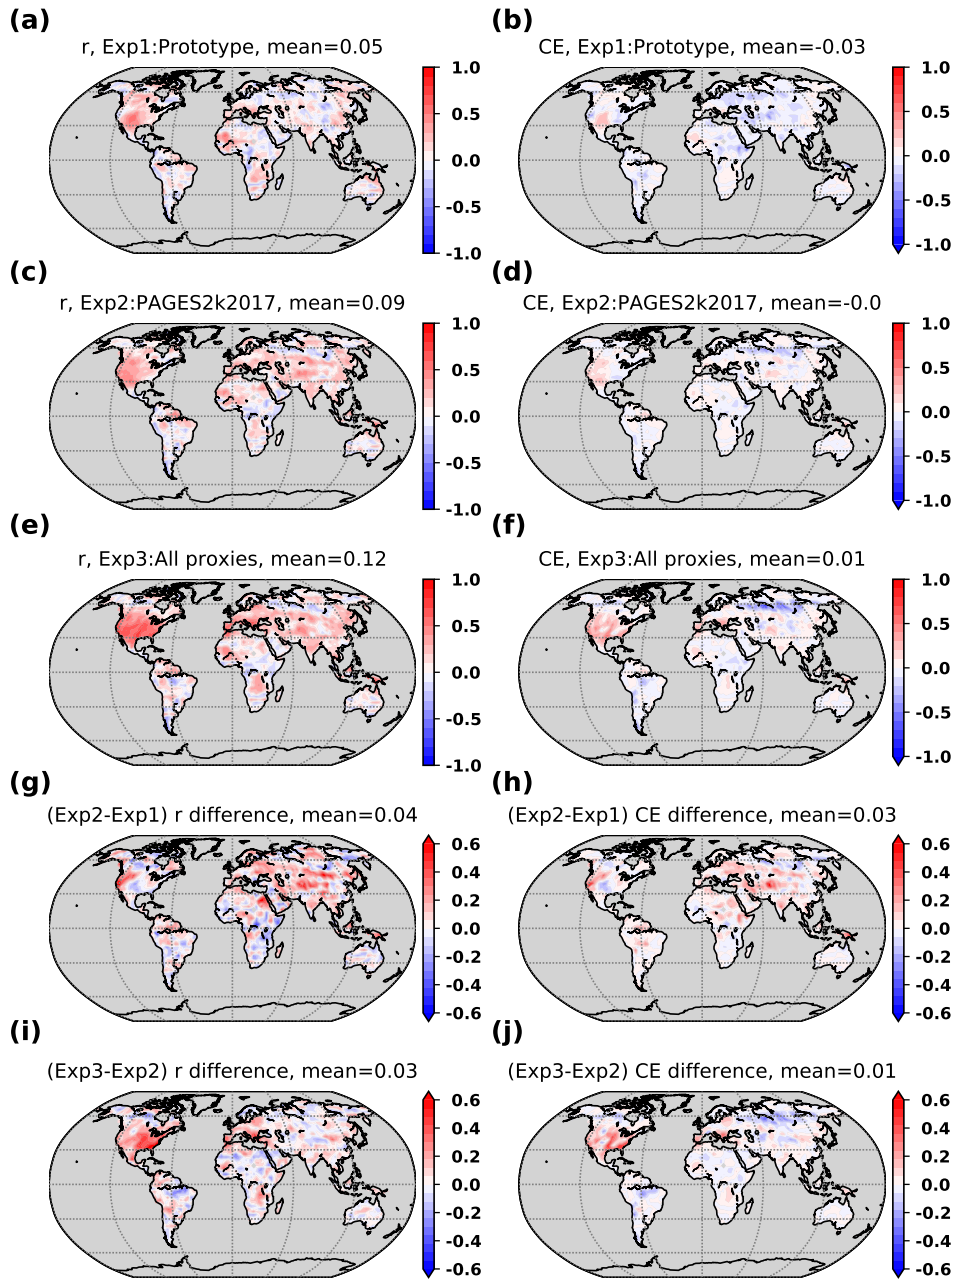 (a)
r, Exp1:Prototype, mean=0.05
1.0
0.5
0.0
-0.5
-1.0
(b)
CE, Exp1:Prototype, mean=-0.03
1.0
0.5
0.0
-0.5
-1.0
(c)
r, Exp2:PAGES2k2017, mean=0.09
1.0
0.5
0.0
-0.5
-1.0
(d)
CE, Exp2:PAGES2k2017, mean=-0.0
1.0
0.5
0.0
-0.5
-1.0
(e)
r, Exp3:All proxies, mean=0.12
1.0
0.5
0.0
-0.5
-1.0
(f)
CE, Exp3:All proxies, mean=0.01
1.0
0.5
0.0
-0.5
-1.0
(g)
(Exp2-Exp1) r difference, mean=0.04
0.6
0.4
0.2
0.0
-0.2
-0.4
-0.6
(h)
(Exp2-Exp1) CE difference, mean=0.03
0.6
0.4
0.2
0.0
-0.2
-0.4
-0.6
(i)
(Exp3-Exp2) r difference, mean=0.03
0.6
0.4
0.2
0.0
-0.2
-0.4
-0.6
(j)
(Exp3-Exp2) CE difference, mean=0.01
0.6
0.4
0.2
0.0
-0.2
-0.4
-0.6